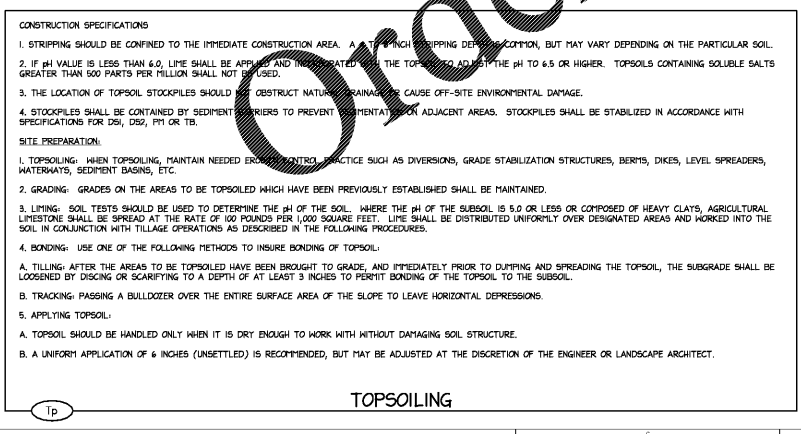 CONSTRUCTION SPECIFICATIONS
1. STRIPPING SHOULD BE CONFINED TO THE IMMEDIATE CONSTRUCTION AREA. A 4 TO 6 INCH STRIPPING DEPTH IS COMMON, BUT MAY VARY DEPENDING ON THE PARTICULAR SOIL.
2. IF pH VALUE IS LESS THAN 6.0, LIME SHALL BE APPLIED AND INCORPORATED WITH THE TOPSOIL TO ADJUST THE pH TO 6.5 OR HIGHER. TOPSOILS CONTAINING SOLUBLE SALTS
GREATER THAN 500 PARTS PER MILLION SHALL NOT BE USED.
3. THE LOCATION OF TOPSOIL STOCKPILES SHOULD NOT OBSTRUCT NATURAL DRAINAGE OR CAUSE OFF-SITE ENVIRONMENTAL DAMAGE.
4. STOCKPILES SHALL BE CONTAINED BY SEDIMENT BARRIERS TO PREVENT SEDIMENTATION ON ADJACENT AREAS. STOCKPILES SHALL BE STABILIZED IN ACCORDANCE WITH
SPECIFICATIONS FOR DS1, DS2, PM OR TB.
SITE PREPARATION:
1. TOPSOILING: WHEN TOPSOILING, MAINTAIN NEEDED EROSION CONTROL PRACTICE SUCH AS DIVERSIONS, GRADE STABILIZATION STRUCTURES, BERMS, DIKES, LEVEL SPREADERS,
WATERWAYS, SEDIMENT BASINS, ETC.
2. GRADING: GRADES ON THE AREAS TO BE TOPSOILED WHICH HAVE BEEN PREVIOUSLY ESTABLISHED SHALL BE MAINTAINED.
3. LIMING: SOIL TESTS SHOULD BE USED TO DETERMINE THE pH OF THE SOIL. WHERE THE pH OF THE SUBSOIL IS 5.0 OR LESS OR COMPOSED OF HEAVY CLAYS, AGRICULTURAL
LIMESTONE SHALL BE SPREAD AT THE RATE OF 100 POUNDS PER 1,000 SQUARE FEET. LIME SHALL BE DISTRIBUTED UNIFORMLY OVER DESIGNATED AREAS AND WORKED INTO THE
SOIL IN CONJUNCTION WITH TILLAGE OPERATIONS AS DESCRIBED IN THE FOLLOWING PROCEDURES.
4. BONDING: USE ONE OF THE FOLLOWING METHODS TO INSURE BONDING OF TOPSOIL:
A. TILLING: AFTER THE AREAS TO BE TOPSOILED HAVE BEEN BROUGHT TO GRADE, AND IMMEDIATELY PRIOR TO DUMPING AND SPREADING THE TOPSOIL, THE SUBGRADE SHALL BE
LOOSENED BY DISCING OR SCARIFYING TO A DEPTH OF AT LEAST 3 INCHES TO PERMIT BONDING OF THE TOPSOIL TO THE SUBSOIL.
B. TRACKING: PASSING A BULLDOZER OVER THE ENTIRE SURFACE AREA OF THE SLOPE TO LEAVE HORIZONTAL DEPRESSIONS.
5. APPLYING TOPSOIL:
A. TOPSOIL SHOULD BE HANDLED ONLY WHEN IT IS DRY ENOUGH TO WORK WITH WITHOUT DAMAGING SOIL STRUCTURE.
B. A UNIFORM APPLICATION OF 6 INCHES (UNSETTLED) IS RECOMMENDED, BUT MAY BE ADJUSTED AT THE DISCRETION OF THE ENGINEER OR LANDSCAPE ARCHITECT.
TOPSOILING
Tp